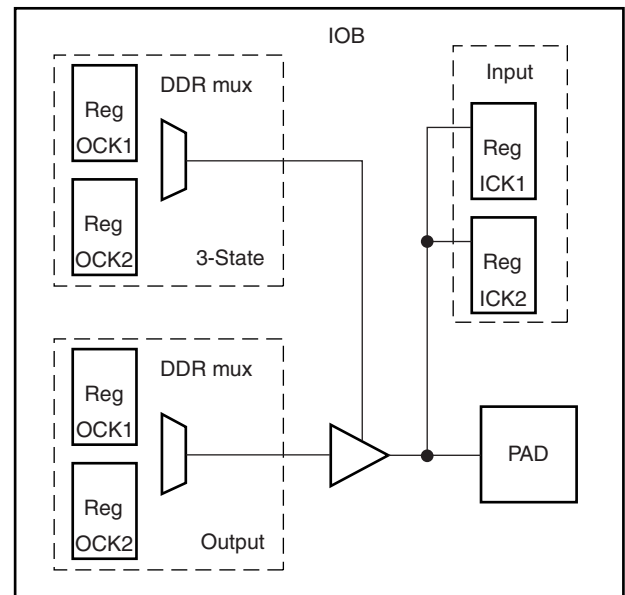 IOB
DDR mux
Reg
OCK1
Reg
OCK2
3-State
Input
Reg
ICK1
Reg
ICK2
DDR mux
Reg
OCK1
Reg
OCK2
Output
PAD